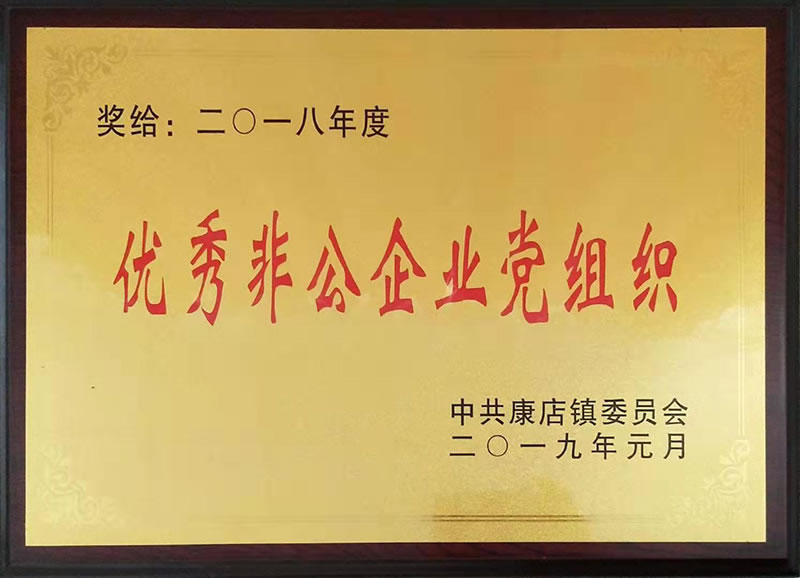 奖给：二〇一八年度
优秀非公企业党组织
中共康店镇委员会
二〇一九年元月